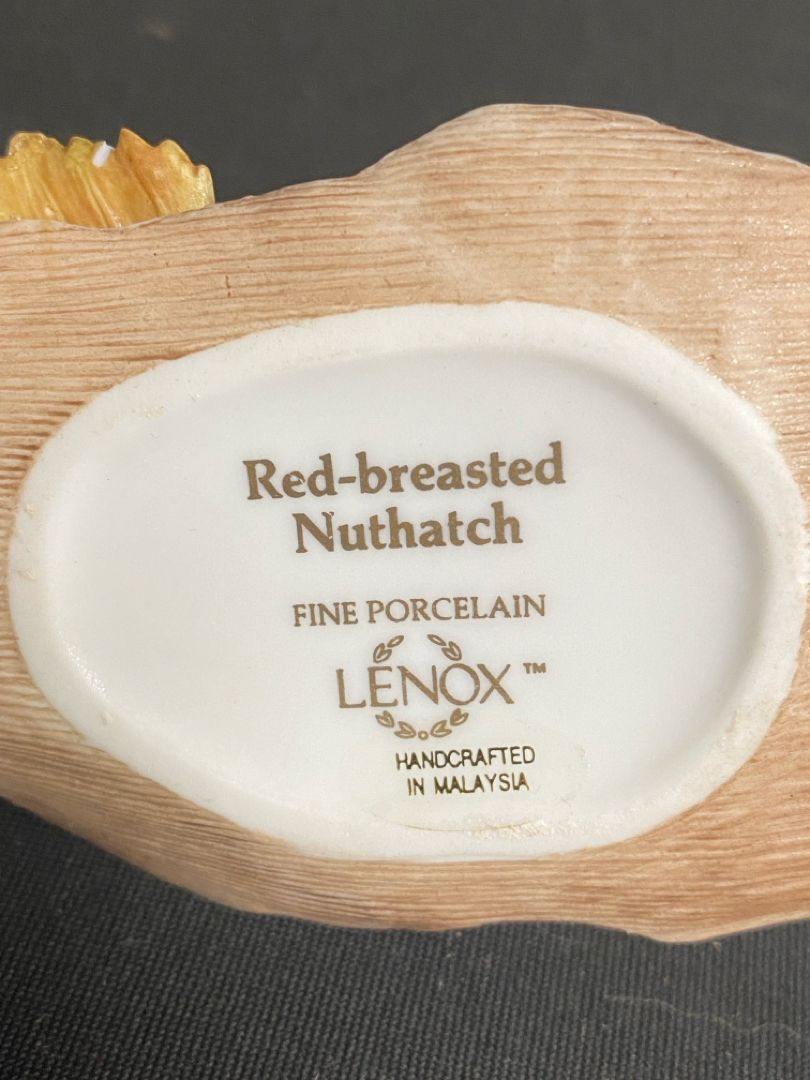 Red-breasted
Nuthatch
FINE PORCELAIN
LENOX™
HANDCRAFTED
IN MALAYSIA